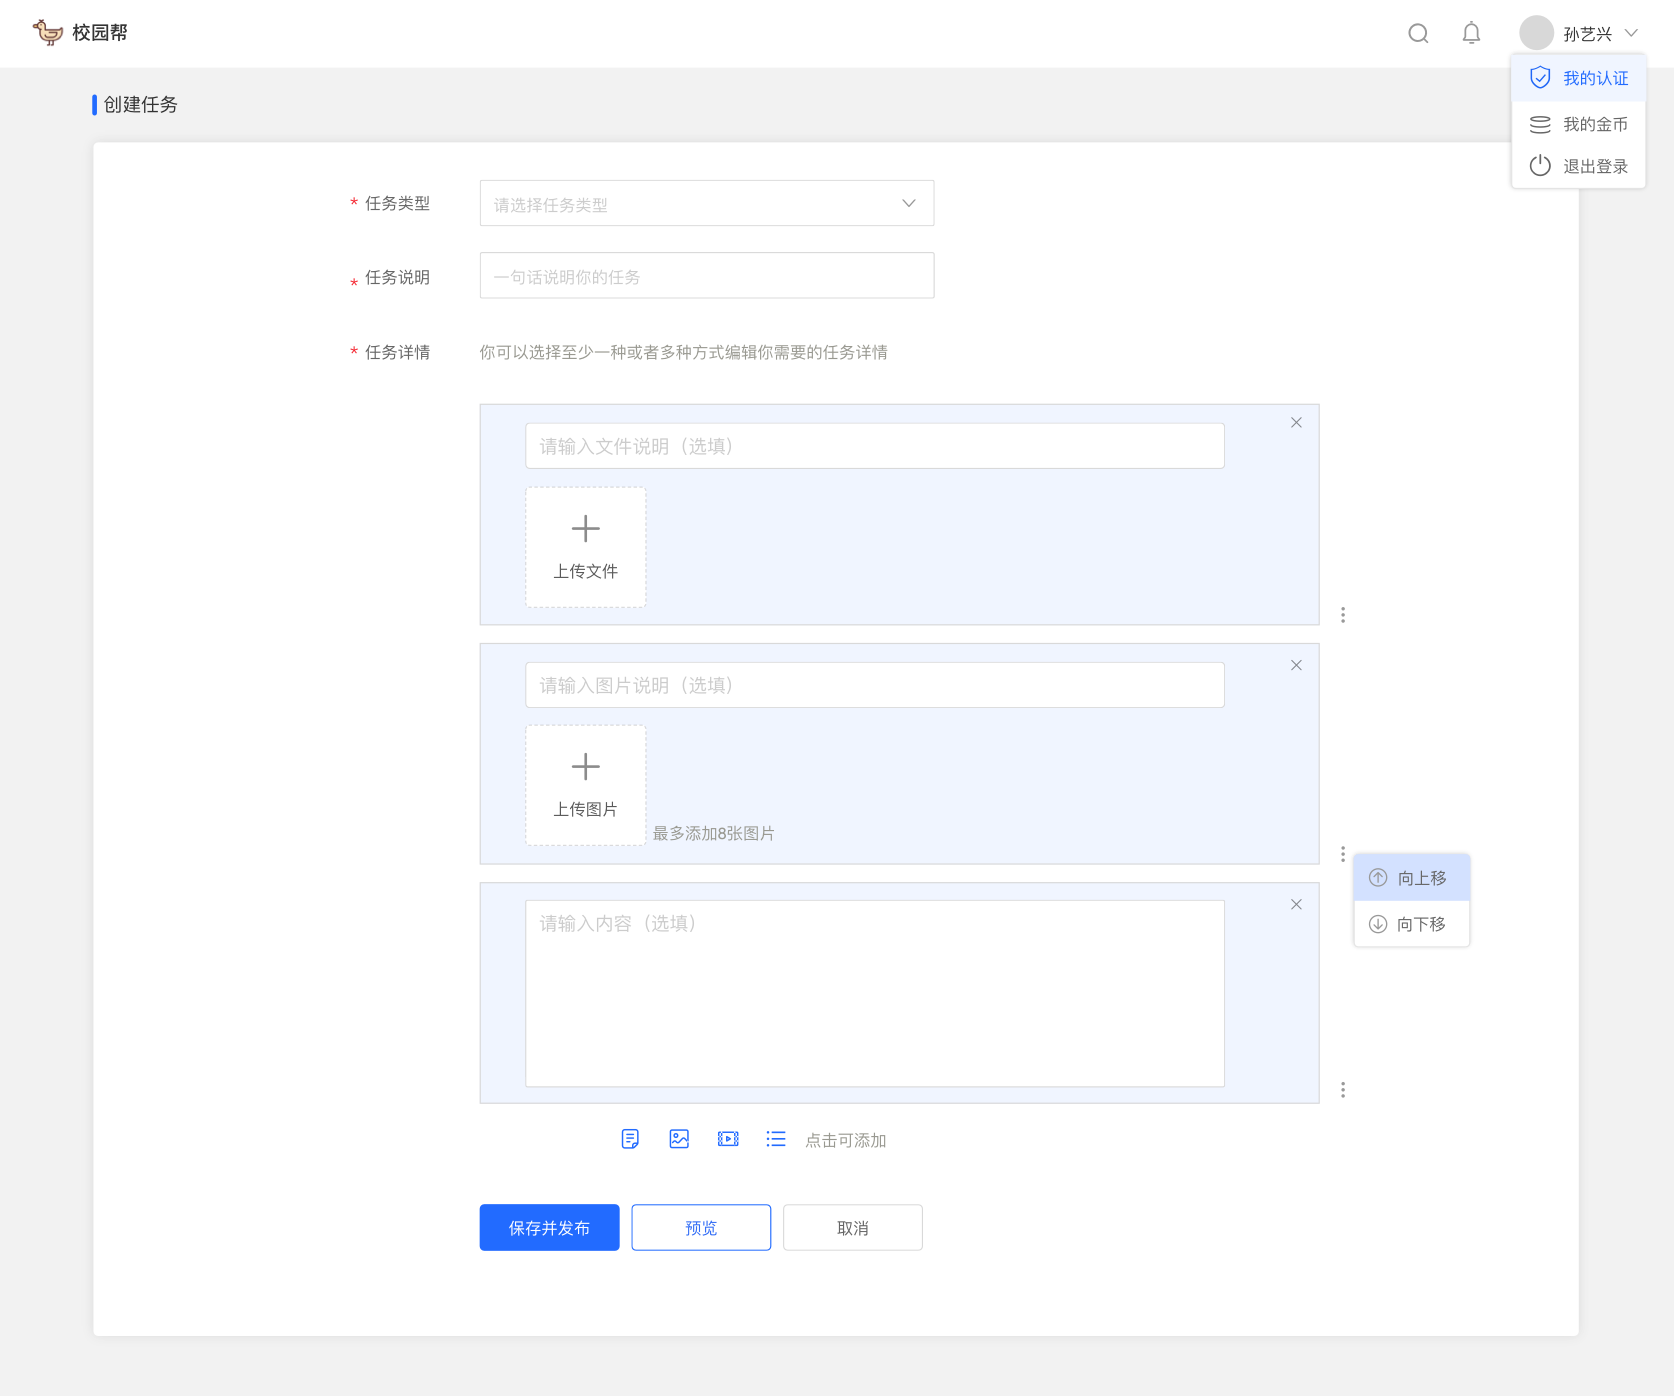 校园帮
孙艺兴
我的认证
我的金币
退出登录
创建任务
* 任务类型
请选择任务类型
* 任务说明
一句话说明你的任务
* 任务详情
你可以选择至少一种或者多种方式编辑你需要的任务详情
请输入文件说明（选填）
上传文件
请输入图片说明（选填）
上传图片
最多添加8张图片
向上移
向下移
请输入内容（选填）
点击可添加
保存并发布
预览
取消